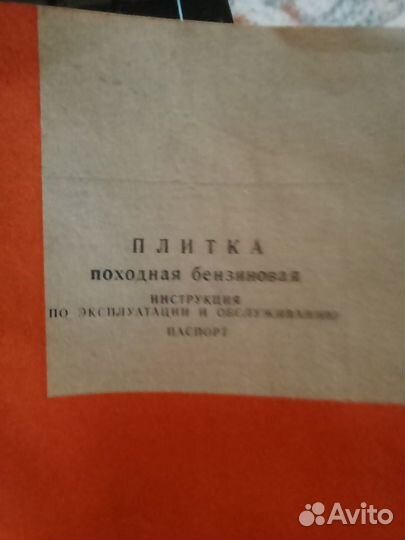 ПЛИТКА
походная бензиновая
ИНСТРУКЦИЯ
ПО ЭКСПЛУАТАЦИИ И ОБСЛУЖИВАНИЮ
ПАСПОРТ
Avito